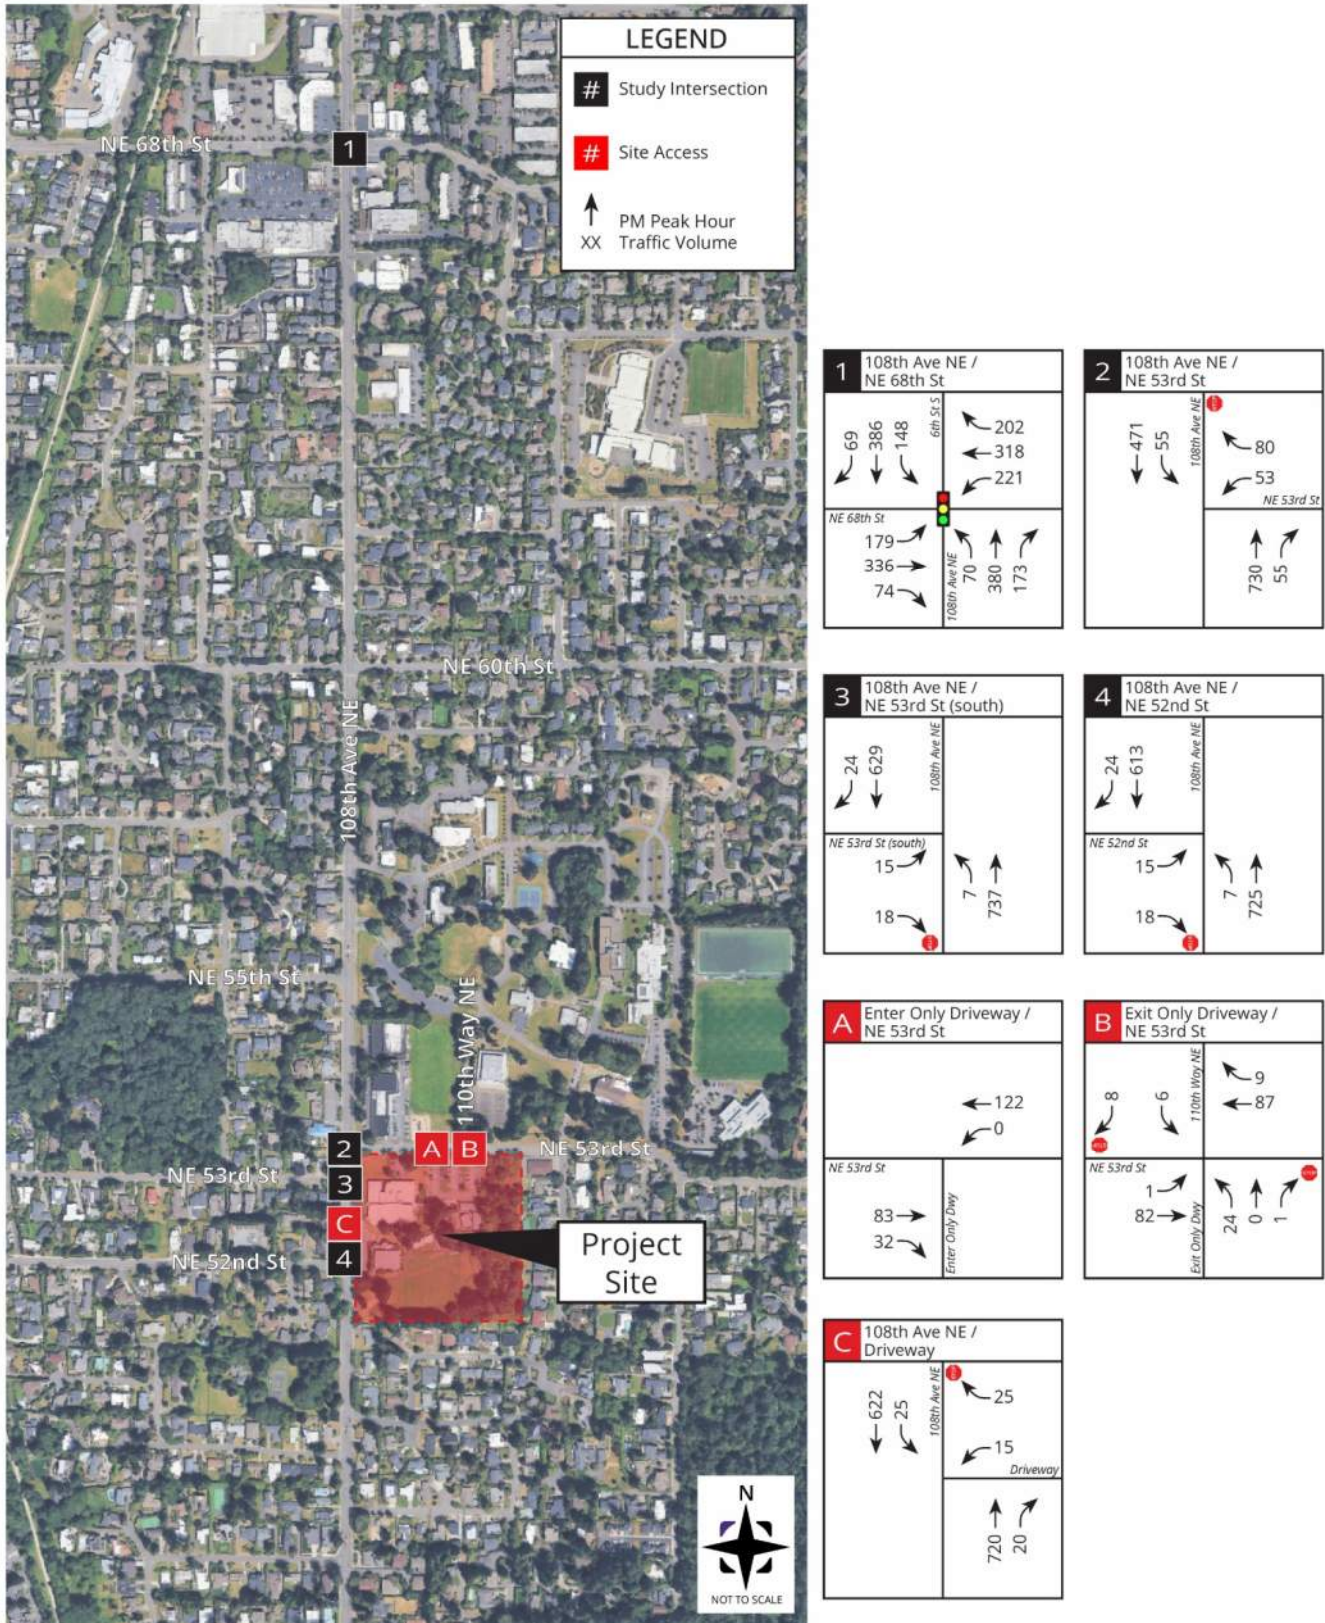 LEGEND
# Study Intersection
# Site Access
PM Peak Hour
XX Traffic Volume
NE 68th St
1
NE 60th St
108th Ave NE
NE 55th St
110th Way NE
2
A B
NE 53rd St
NE 53rd St
3
C
NE 52nd St
4
Project
Site
N
NOT TO SCALE
1 108th Ave NE /
NE 68th St
69 386 148
6th St S
202
318
221
NE 68th St
179
336
74
108th Ave NE
70 380 173
2 108th Ave NE /
NE 53rd St
471 55
108th Ave NE
80
53
NE 53rd St
730 55
3 108th Ave NE /
NE 53rd St (south)
24 629
108th Ave NE
NE 53rd St (south)
15
18
7 737
4 108th Ave NE /
NE 52nd St
24 613
108th Ave NE
NE 52nd St
15
18
7 725
A Enter Only Driveway /
NE 53rd St
122
0
NE 53rd St
83
32
Enter Only Dwy
B Exit Only Driveway /
NE 53rd St
8 6
110th Way NE
9
87
NE 53rd St
1
82
Exit Only Dwy
24 0 1
C 108th Ave NE /
Driveway
622 25
108th Ave NE
25
15
Driveway
720 20